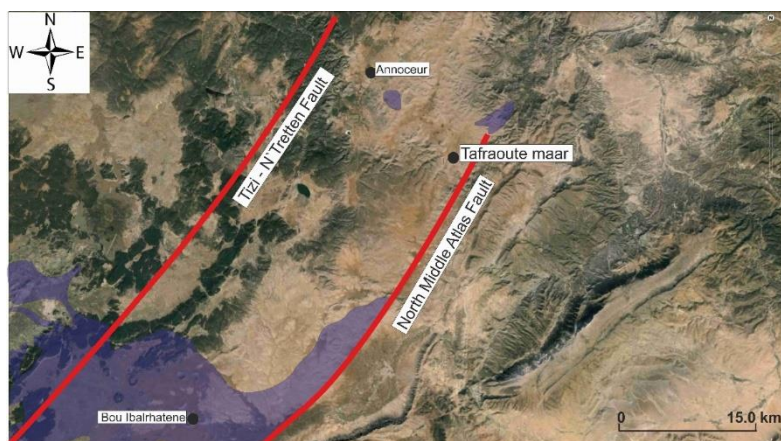 N
W E
S
Annoceur
Tizi - N'Tretten Fault
Tafraoute maar
North Middle Atlas Fault
Bou Ibalrhatene
0 15.0 km